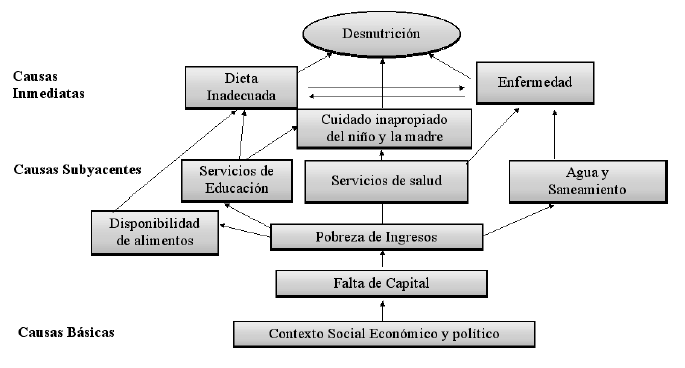 Desnutrición
Causas
Inmediatas
Dieta
Inadecuada
Enfermedad
Cuidado inapropiado
del niño y la madre
Causas Subyacentes
Servicios de
Educación
Servicios de salud
Agua y
Saneamiento
Disponibilidad
de alimentos
Pobreza de Ingresos
Falta de Capital
Causas Básicas
Contexto Social Económico y político